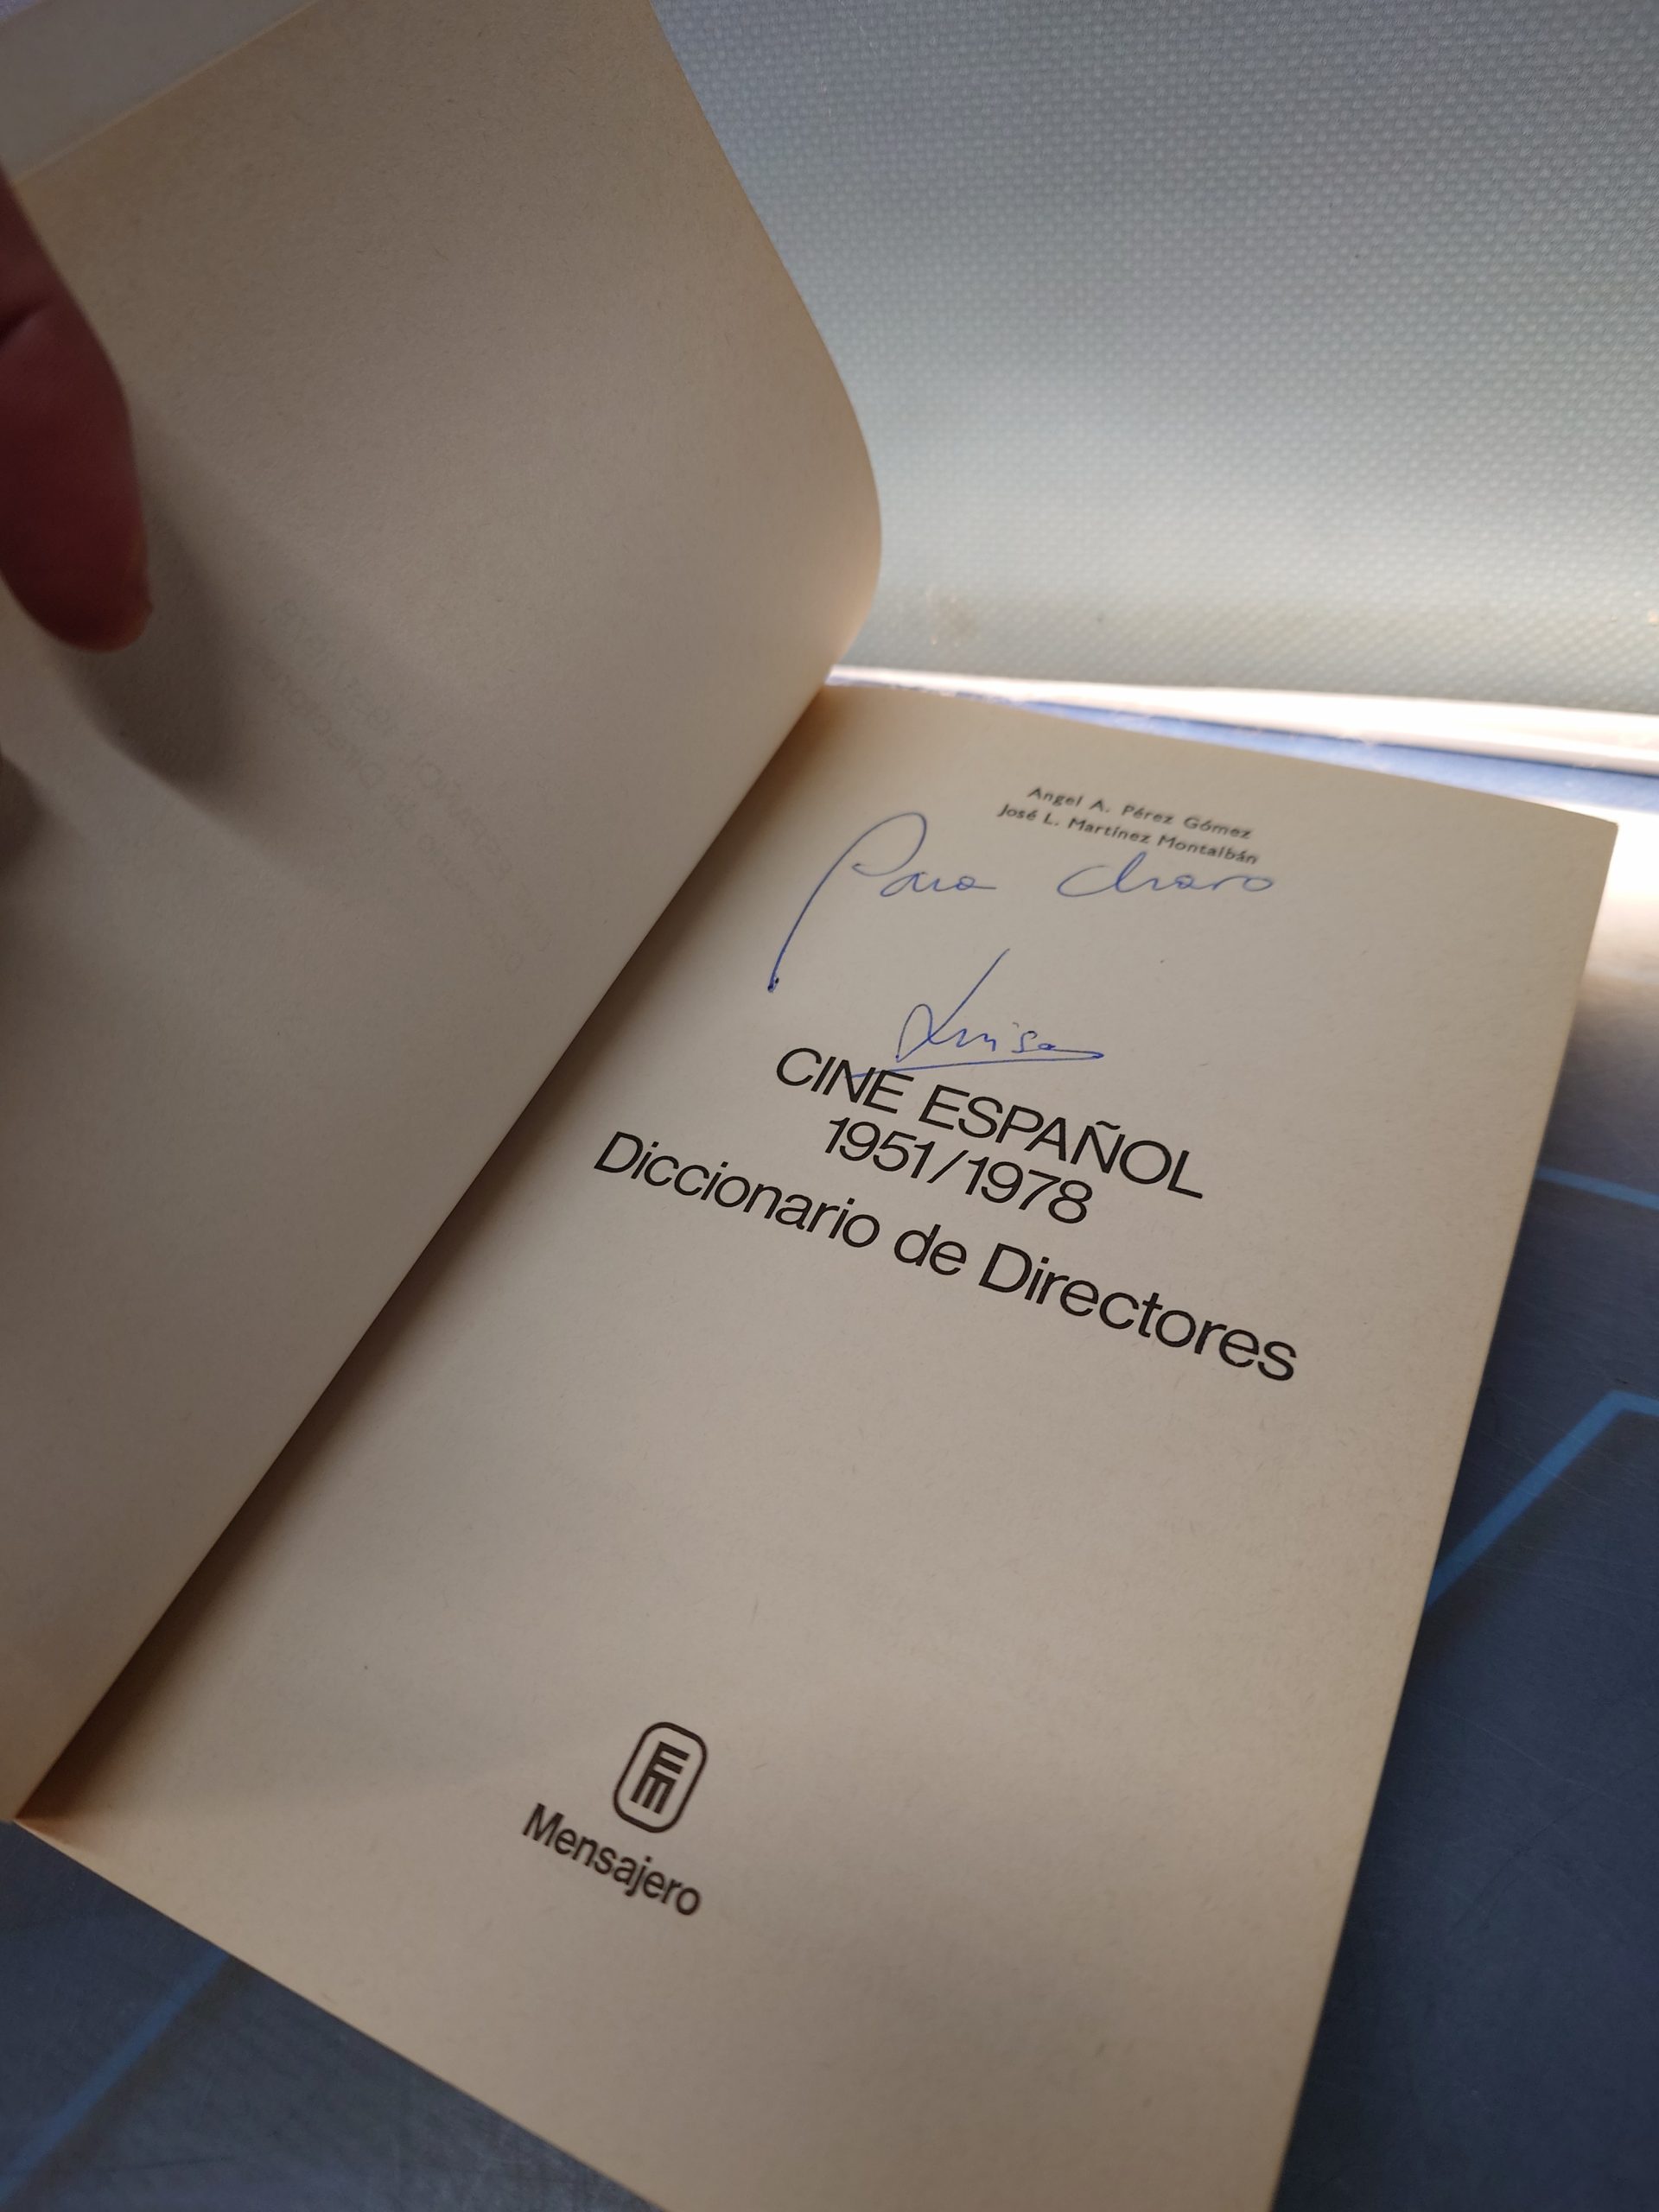 Angel A. Pérez Gómez
José L. Martínez Montalbán
Para Charo
Luisa
CINE ESPAÑOL
1951/1978
Diccionario de Directores
Mensajero